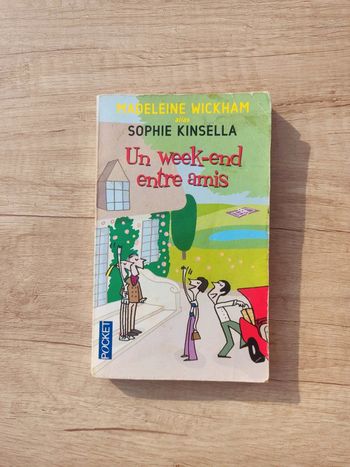 MADELEINE WICKHAM
alias
SOPHIE KINSELLA
Un week-end
entre amis
POCKET